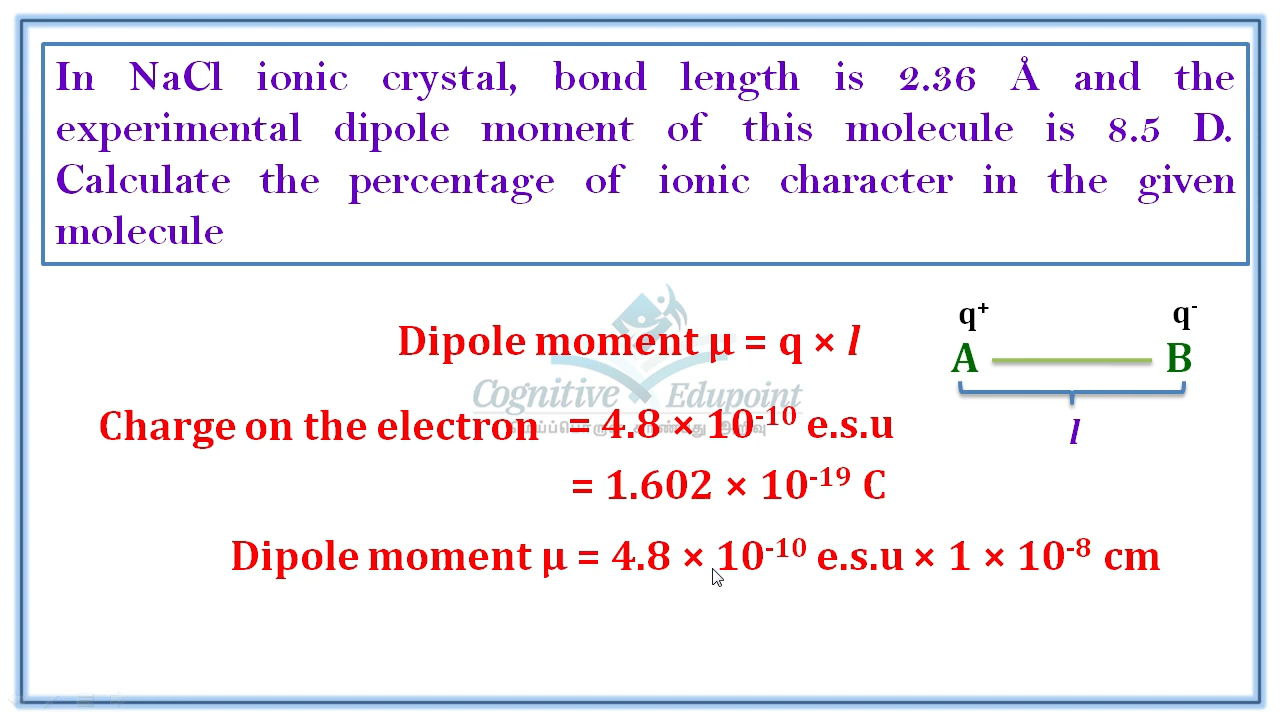 In NaCl ionic crystal, bond length is 2.36 Å and the
experimental dipole moment of this molecule is 8.5 D.
Calculate the percentage of ionic character in the given
molecule
Dipole moment μ = q × l
q⁺ q⁻
A B
l
Cognitive Edupoint
Charge on the electron = 4.8 × 10⁻¹⁰ e.s.u
= 1.602 × 10⁻¹⁹ C
Dipole moment μ = 4.8 × 10⁻¹⁰ e.s.u × 1 × 10⁻⁸ cm